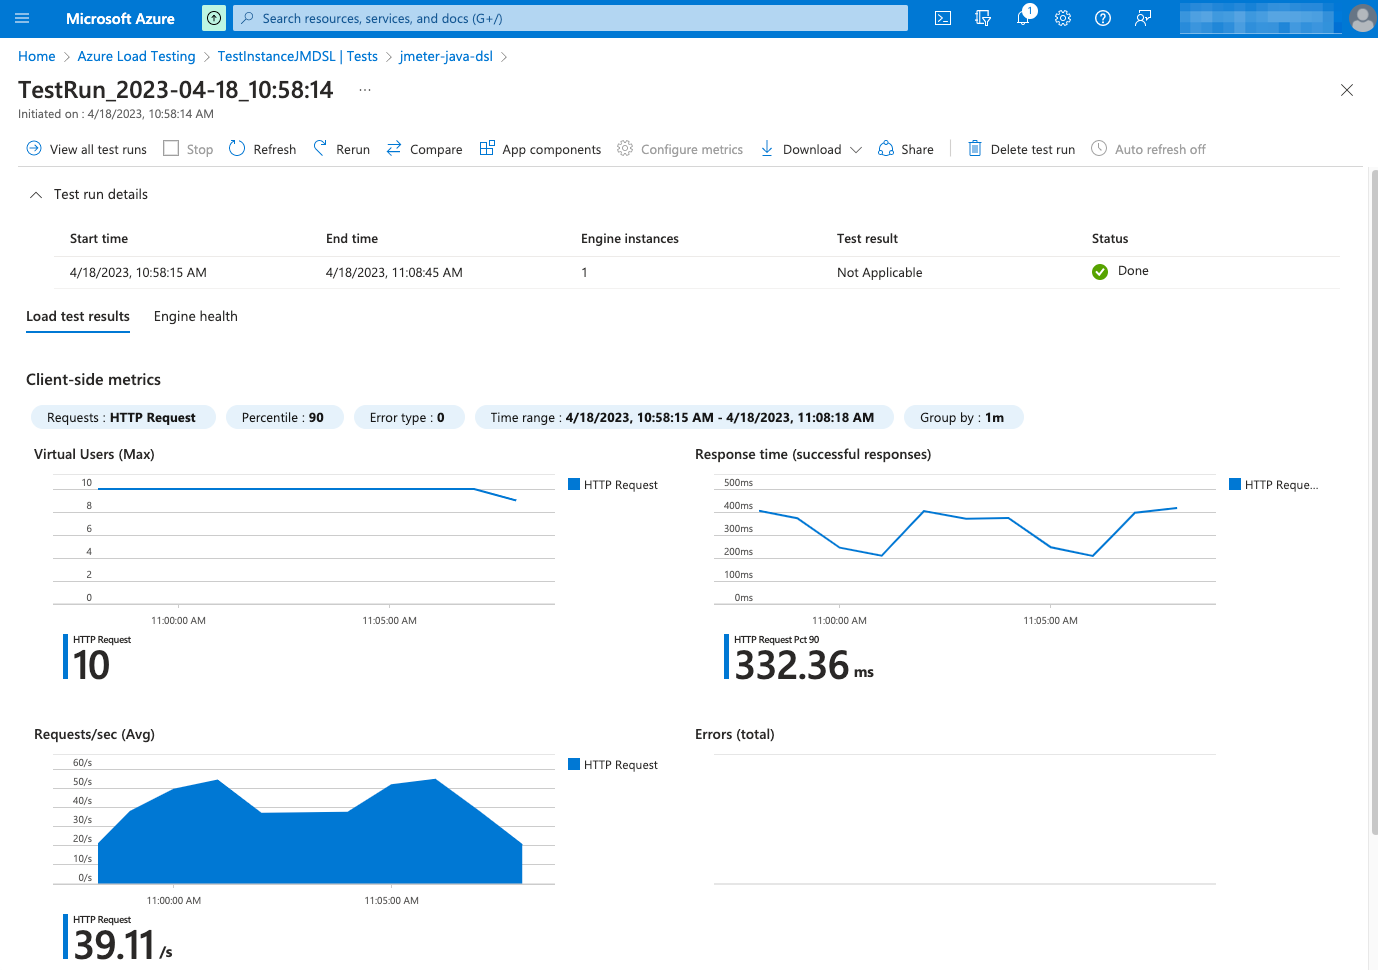 Microsoft Azure
Search resources, services, and docs (G+/)
1
Home > Azure Load Testing > TestInstanceJMDSL | Tests > jmeter-java-dsl >
TestRun_2023-04-18_10:58:14 ...
Initiated on : 4/18/2023, 10:58:14 AM
View all test runs Stop Refresh Rerun Compare App components Configure metrics Download Share Delete test run Auto refresh off
Test run details
Start time End time Engine instances Test result Status
4/18/2023, 10:58:15 AM 4/18/2023, 11:08:45 AM 1 Not Applicable Done
Load test results Engine health
Client-side metrics
Requests : HTTP Request Percentile : 90 Error type : 0 Time range : 4/18/2023, 10:58:15 AM - 4/18/2023, 11:08:18 AM Group by : 1m
Virtual Users (Max)
10
8
6
4
2
0
11:00:00 AM 11:05:00 AM
HTTP Request
HTTP Request
10
Response time (successful responses)
500ms
400ms
300ms
200ms
100ms
0ms
11:00:00 AM 11:05:00 AM
HTTP Reque...
HTTP Request Pct 90
332.36 ms
Requests/sec (Avg)
60/s
50/s
40/s
30/s
20/s
10/s
0/s
11:00:00 AM 11:05:00 AM
HTTP Request
HTTP Request
39.11 /s
Errors (total)